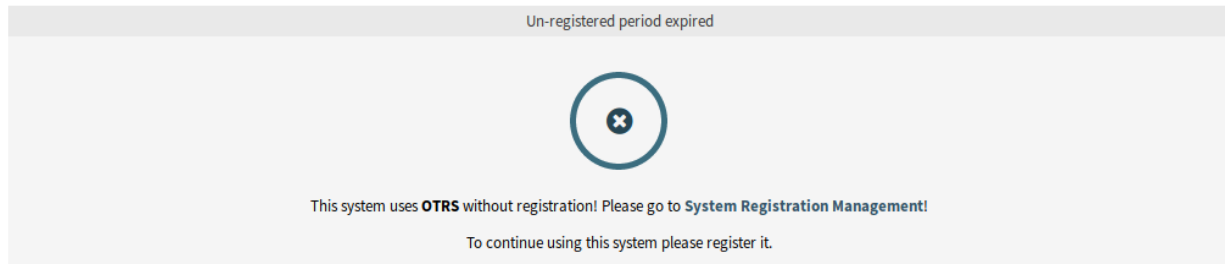 Un-registered period expired
This system uses OTRS without registration! Please go to System Registration Management!
To continue using this system please register it.